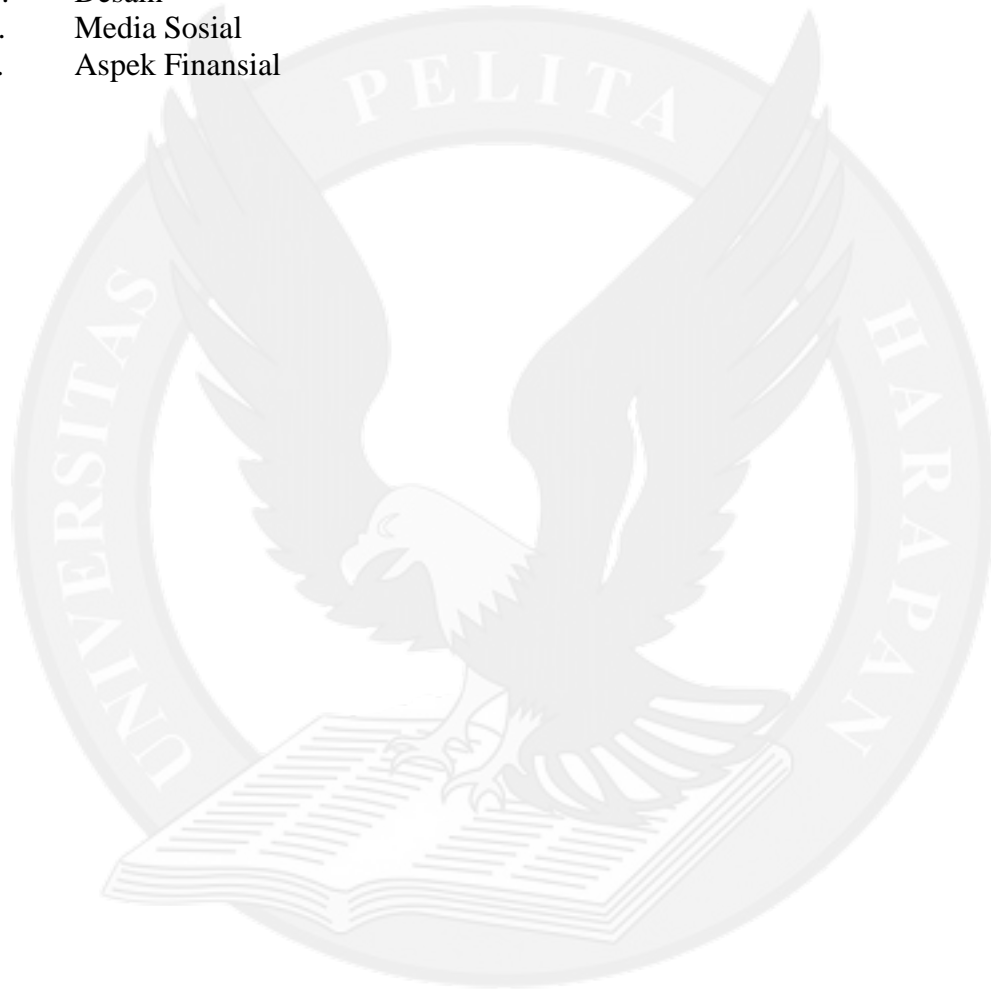 . Desain
. Media Sosial
. Aspek Finansial
UNIVERSITAS PELITA HARAPAN